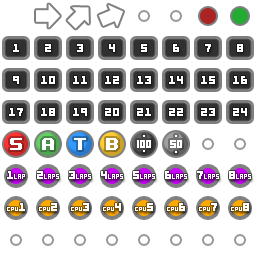 1 2 3 4 5 6 7 8
9 10 11 12 13 14 15 16
17 18 19 20 21 22 23 24
S A T B 100 50
1LAP 2LAPS 3LAPS 4LAPS 5LAPS 6LAPS 7LAPS 8LAPS
CPU1 CPU2 CPU3 CPU4 CPU5 CPU6 CPU7 CPU8